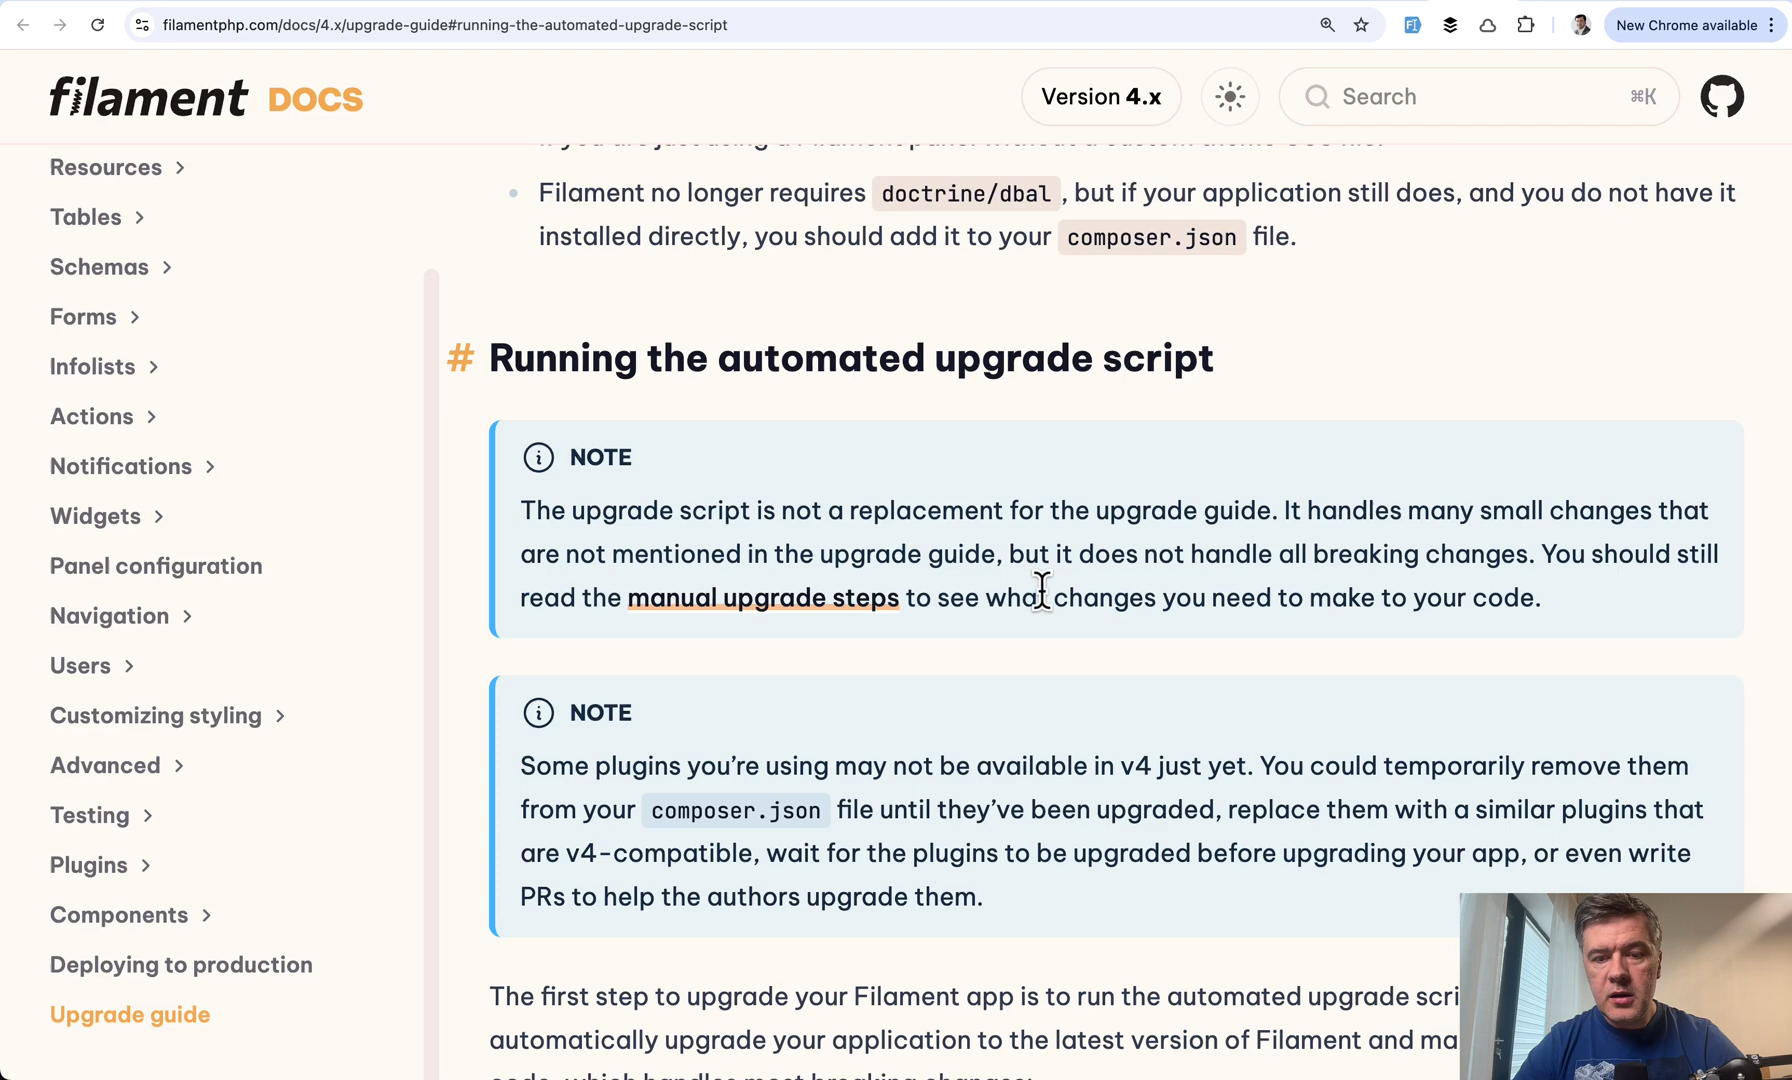 filamentphp.com/docs/4.x/upgrade-guide#running-the-automated-upgrade-script
New Chrome available
filament DOCS
Version 4.x
Search
⌘K
Resources
Tables
Schemas
Forms
Infolists
Actions
Notifications
Widgets
Panel configuration
Navigation
Users
Customizing styling
Advanced
Testing
Plugins
Components
Deploying to production
Upgrade guide
Filament no longer requires doctrine/dbal, but if your application still does, and you do not have it
installed directly, you should add it to your composer.json file.
# Running the automated upgrade script
NOTE
The upgrade script is not a replacement for the upgrade guide. It handles many small changes that
are not mentioned in the upgrade guide, but it does not handle all breaking changes. You should still
read the manual upgrade steps to see what changes you need to make to your code.
NOTE
Some plugins you’re using may not be available in v4 just yet. You could temporarily remove them
from your composer.json file until they’ve been upgraded, replace them with a similar plugins that
are v4-compatible, wait for the plugins to be upgraded before upgrading your app, or even write
PRs to help the authors upgrade them.
The first step to upgrade your Filament app is to run the automated upgrade scri
automatically upgrade your application to the latest version of Filament and ma